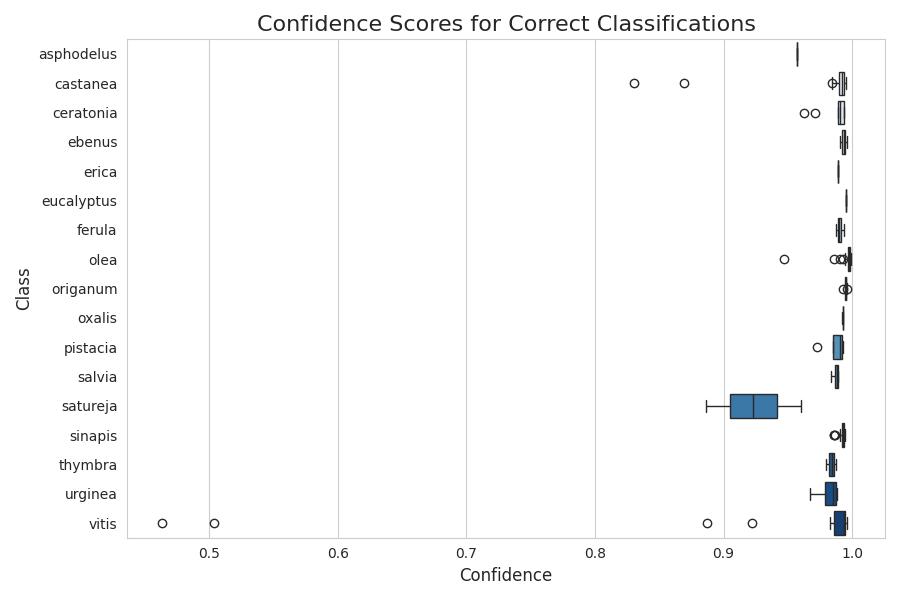 Confidence Scores for Correct Classifications
Class
asphodelus
castanea
ceratonia
ebenus
erica
eucalyptus
ferula
olea
origanum
oxalis
pistacia
salvia
satureja
sinapis
thymbra
urginea
vitis
0.5 0.6 0.7 0.8 0.9 1.0
Confidence